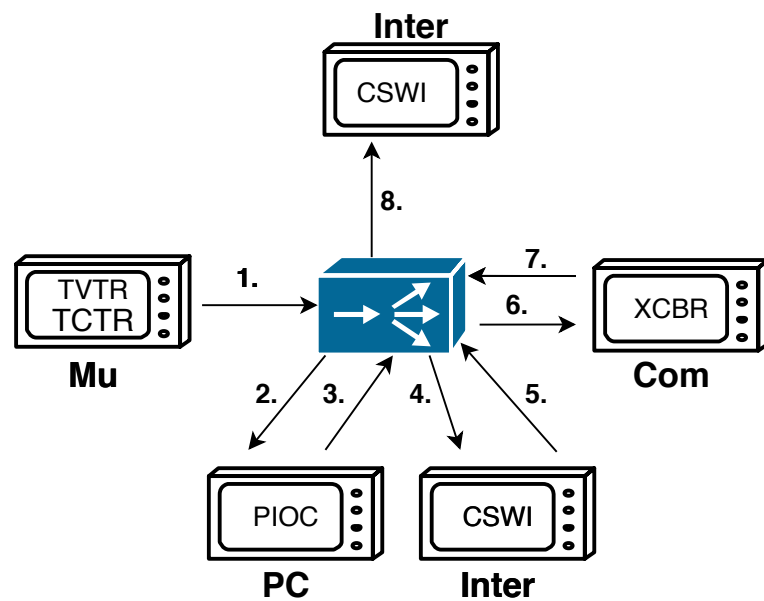 Inter
CSWI
8.
1.
7.
TVTR
TCTR
6.
XCBR
Mu
Com
2.
3.
4.
5.
PIOC
CSWI
PC
Inter